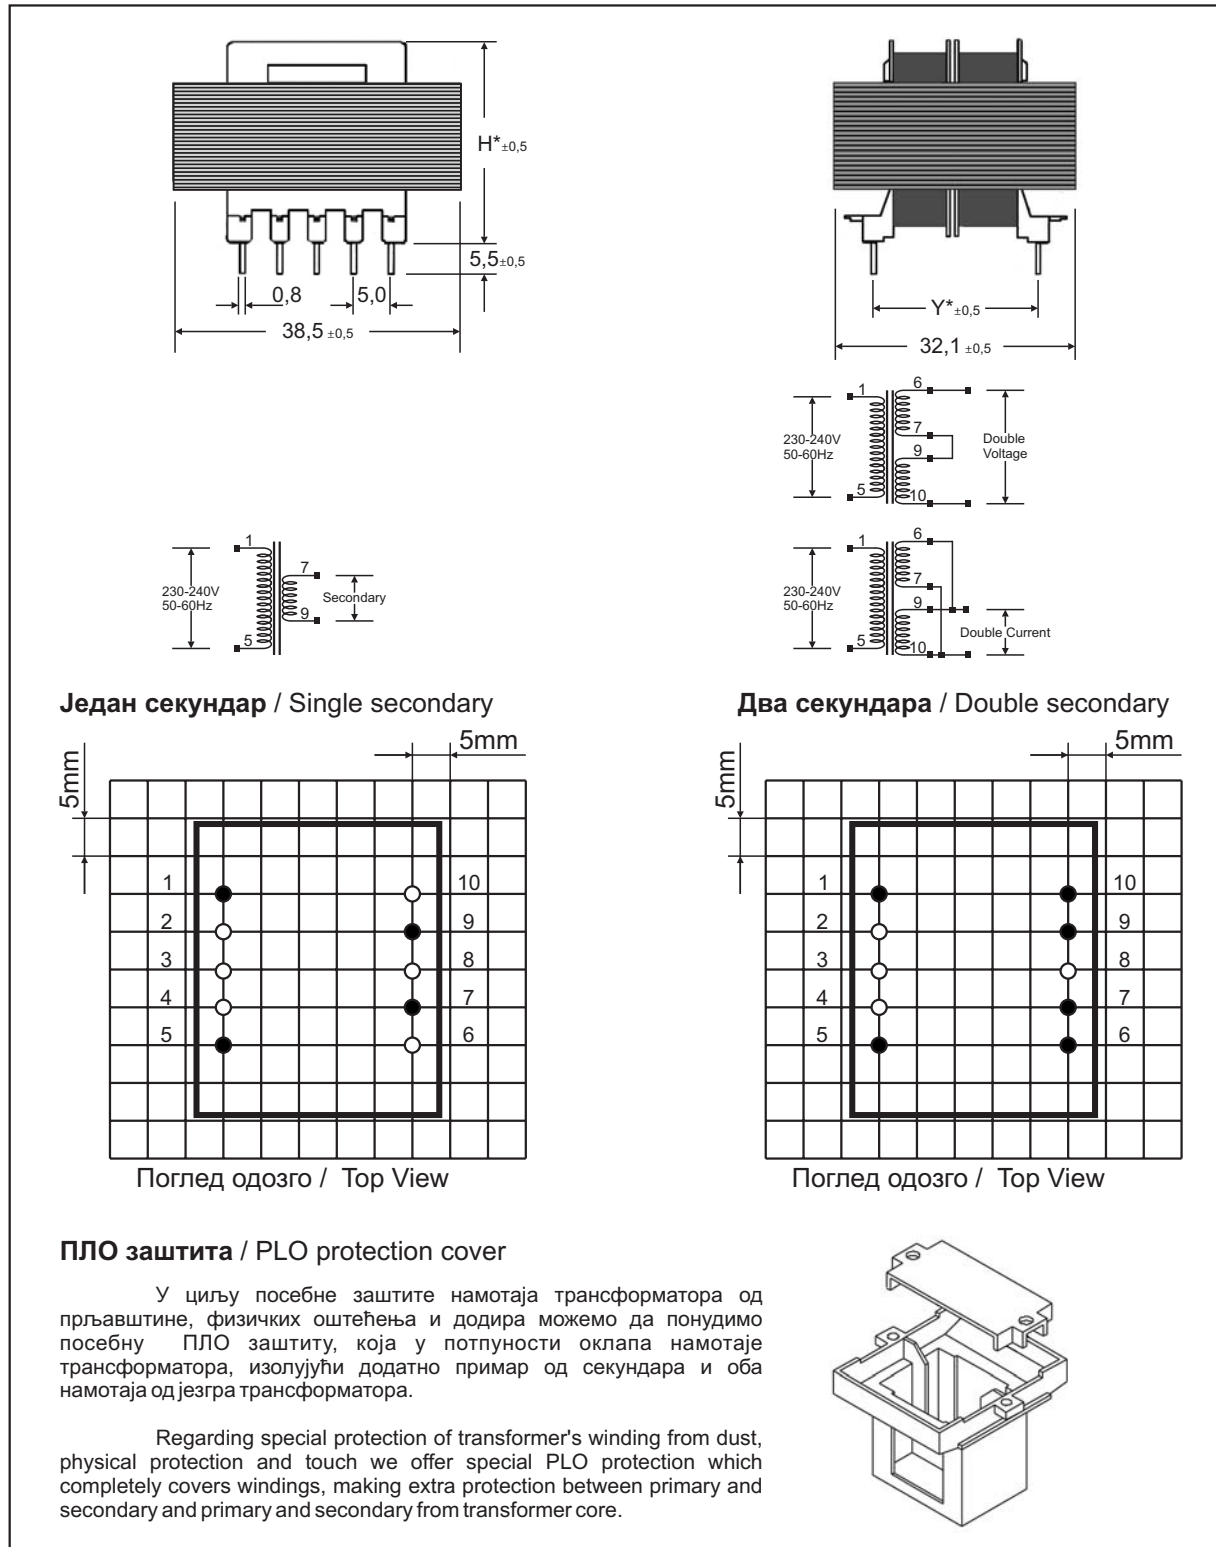 H*±0,5
5,5±0,5
0,8
5,0
38,5 ±0,5
Y*±0,5
32,1 ±0,5
1
6
230-240V
50-60Hz
7
9
Double
Voltage
5
10
1
7
230-240V
50-60Hz
Secondary
9
5
1
6
230-240V
50-60Hz
7
9
Double Current
5
10
Један секундар / Single secondary
Два секундара / Double secondary
5mm
5mm
1
10
2
9
3
8
4
7
5
6
Поглед одозго / Top View
5mm
5mm
1
10
2
9
3
8
4
7
5
6
Поглед одозго / Top View
ПЛО заштита / PLO protection cover
У циљу посебне заштите намотаја трансформатора од
прљавштине, физичких оштећења и додира можемо да понудимо
посебну ПЛО заштиту, која у потпуности оклапа намотаје
трансформатора, изолујући додатно примар од секундара и оба
намотаја од језгра трансформатора.
Regarding special protection of transformer's winding from dust,
physical protection and touch we offer special PLO protection which
completely covers windings, making extra protection between primary and
secondary and primary and secondary from transformer core.